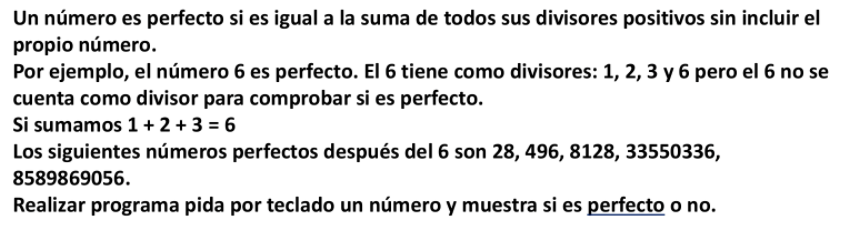 Un número es perfecto si es igual a la suma de todos sus divisores positivos sin incluir el
propio número.
Por ejemplo, el número 6 es perfecto. El 6 tiene como divisores: 1, 2, 3 y 6 pero el 6 no se
cuenta como divisor para comprobar si es perfecto.
Si sumamos 1 + 2 + 3 = 6
Los siguientes números perfectos después del 6 son 28, 496, 8128, 33550336,
8589869056.
Realizar programa pida por teclado un número y muestra si es perfecto o no.